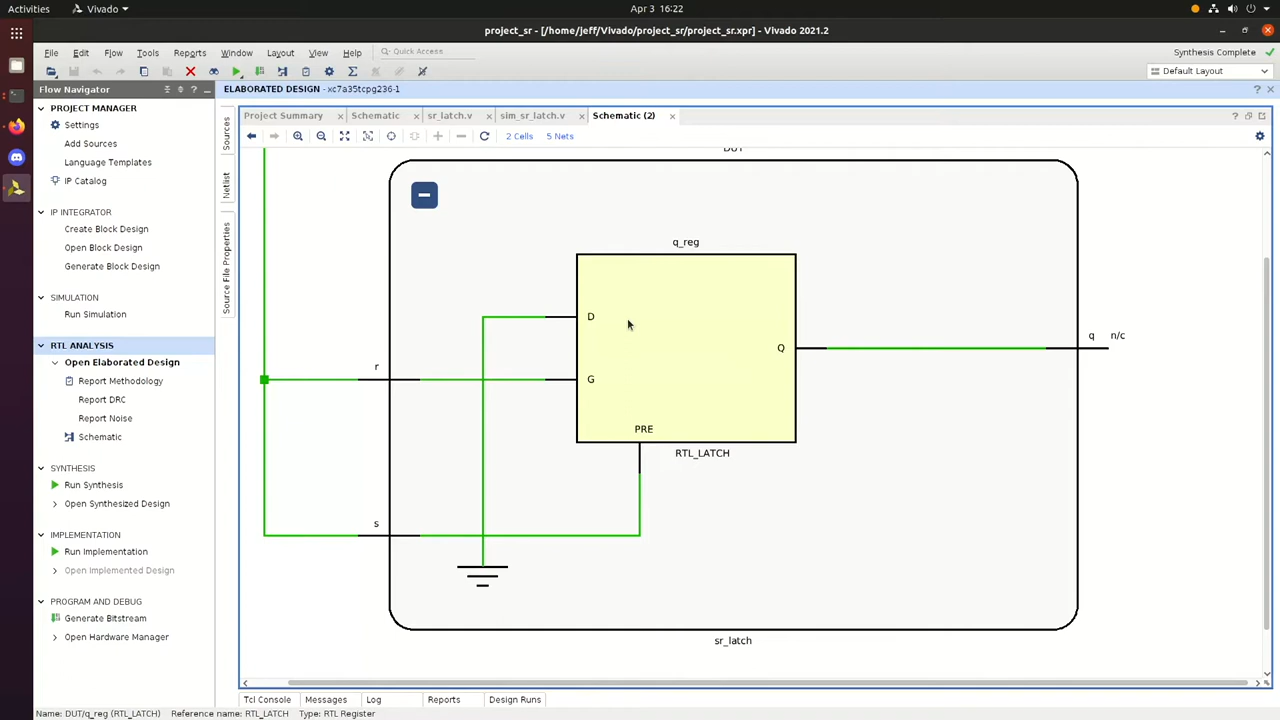 Activities
Vivado
Apr 3 16:22
project_sr - [/home/jeff/Vivado/project_sr/project_sr.xpr] - Vivado 2021.2
File Edit Flow Tools Reports Window Layout View Help Quick Access
Synthesis Complete
Default Layout
Flow Navigator
ELABORATED DESIGN - xc7a35tcpg236-1
PROJECT MANAGER
Settings
Add Sources
Language Templates
IP Catalog
IP INTEGRATOR
Create Block Design
Open Block Design
Generate Block Design
SIMULATION
Run Simulation
RTL ANALYSIS
Open Elaborated Design
Report Methodology
Report DRC
Report Noise
Schematic
SYNTHESIS
Run Synthesis
Open Synthesized Design
IMPLEMENTATION
Run Implementation
Open Implemented Design
PROGRAM AND DEBUG
Generate Bitstream
Open Hardware Manager
Sources
Netlist
Source File Properties
Project Summary
Schematic
sr_latch.v
sim_sr_latch.v
Schematic (2)
2 Cells
5 Nets
DUT
q_reg
D
Q
q
n/c
r
G
PRE
RTL_LATCH
s
sr_latch
Tcl Console
Messages
Log
Reports
Design Runs
Name: DUT/q_reg (RTL_LATCH) Reference name: RTL_LATCH Type: RTL Register